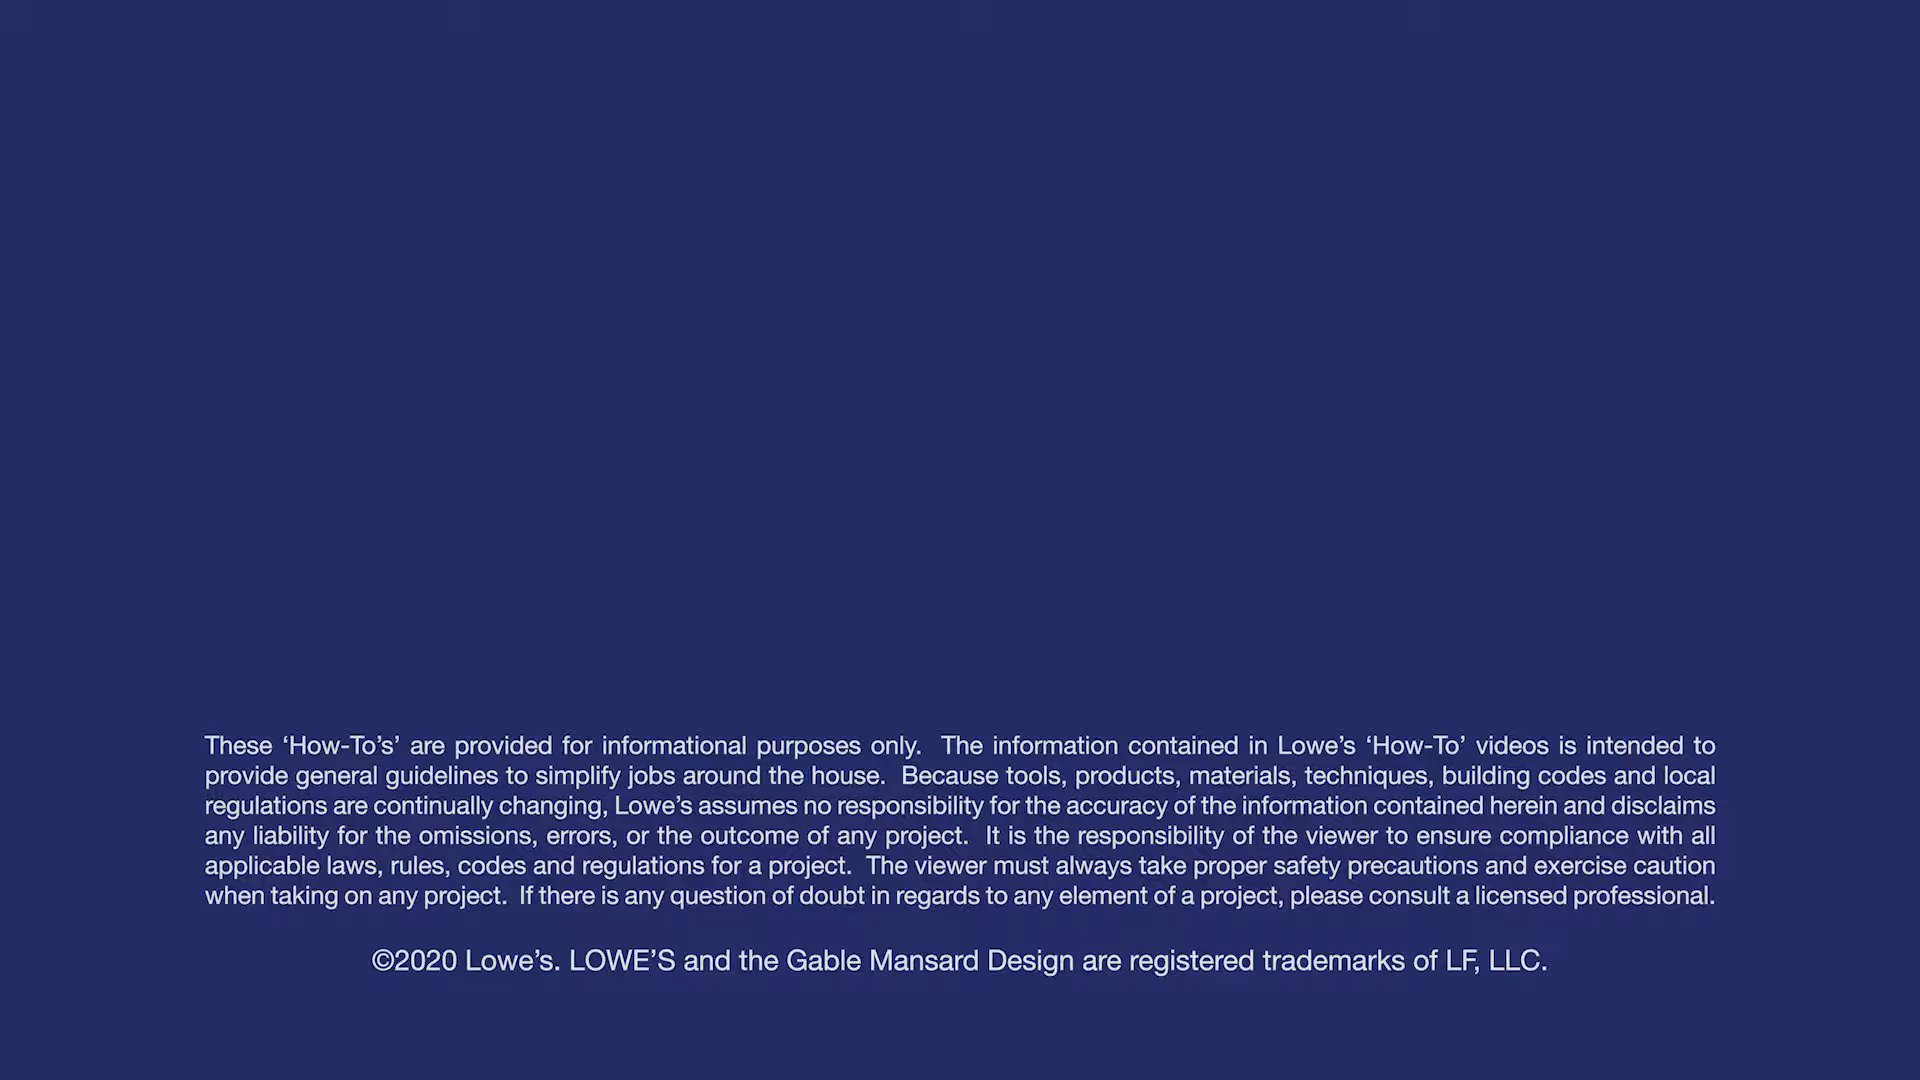 These ‘How-To’s’ are provided for informational purposes only.  The information contained in Lowe’s ‘How-To’ videos is intended to
provide general guidelines to simplify jobs around the house.  Because tools, products, materials, techniques, building codes and local
regulations are continually changing, Lowe’s assumes no responsibility for the accuracy of the information contained herein and disclaims
any liability for the omissions, errors, or the outcome of any project.  It is the responsibility of the viewer to ensure compliance with all
applicable laws, rules, codes and regulations for a project.  The viewer must always take proper safety precautions and exercise caution
when taking on any project.  If there is any question of doubt in regards to any element of a project, please consult a licensed professional.
©2020 Lowe’s. LOWE’S and the Gable Mansard Design are registered trademarks of LF, LLC.